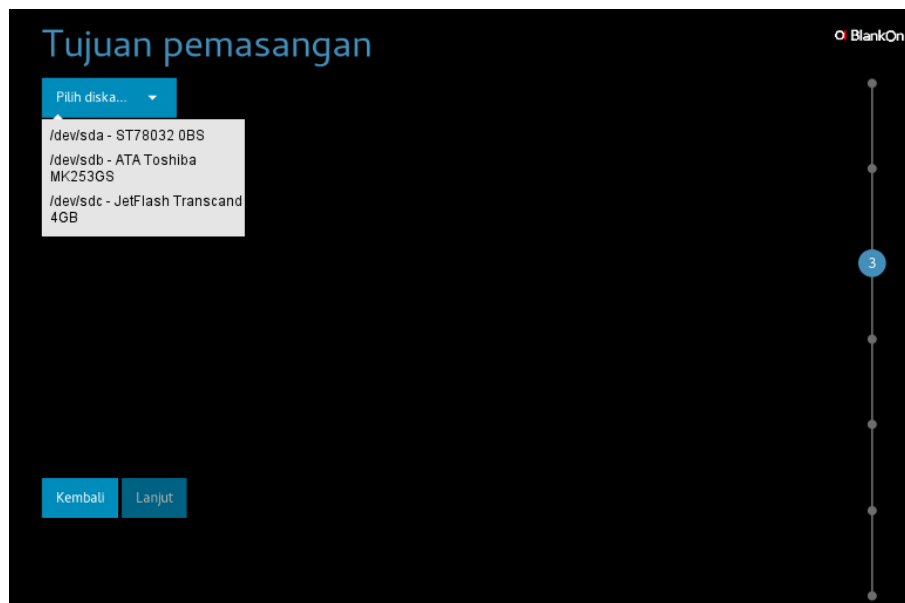 Tujuan pemasangan
BlankOn
Pilih diska...
/dev/sda - ST78032 0BS
/dev/sdb - ATA Toshiba
MK253GS
/dev/sdc - JetFlash Transcand
4GB
3
Kembali
Lanjut